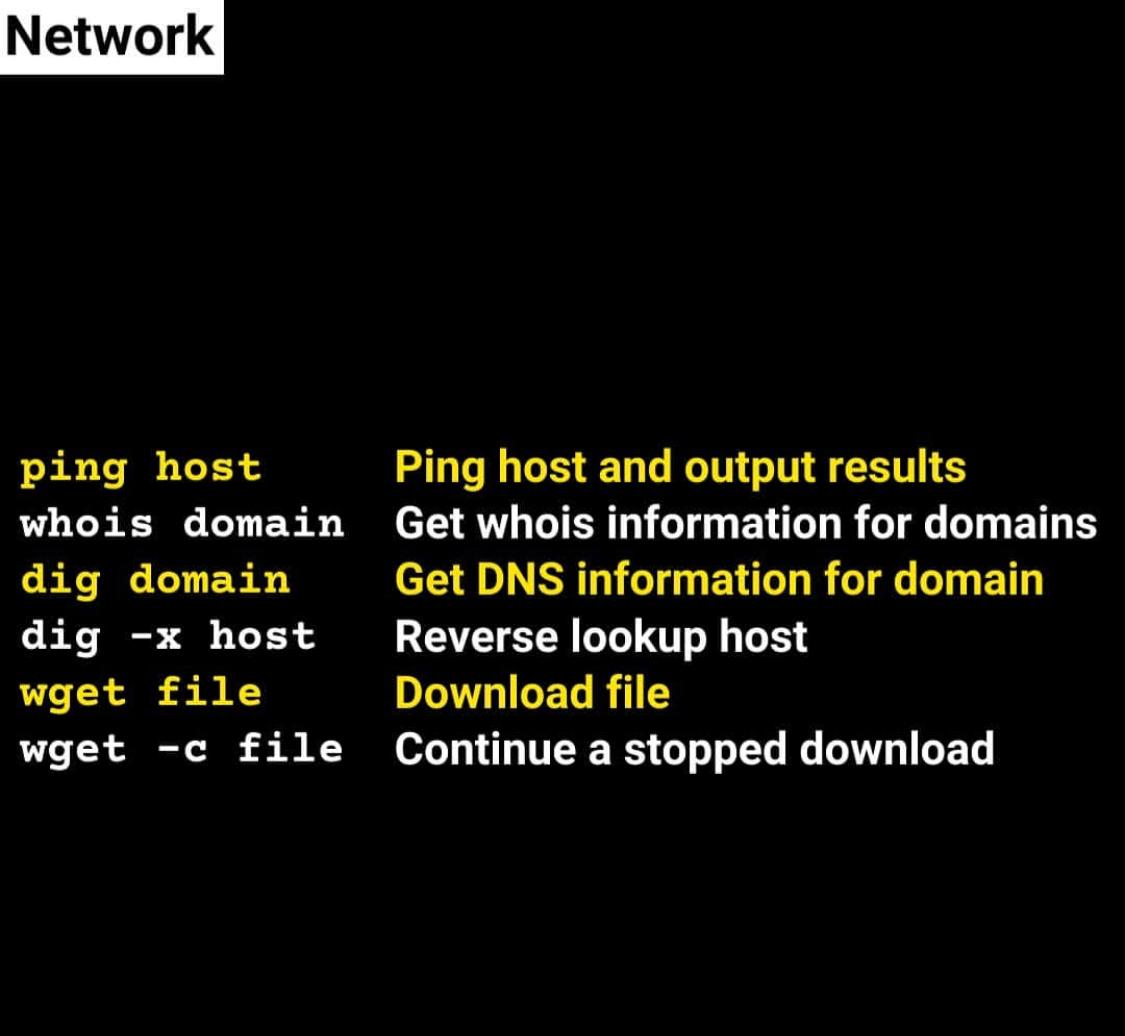 Network
ping host Ping host and output results
whois domain Get whois information for domains
dig domain Get DNS information for domain
dig -x host Reverse lookup host
wget file Download file
wget -c file Continue a stopped download